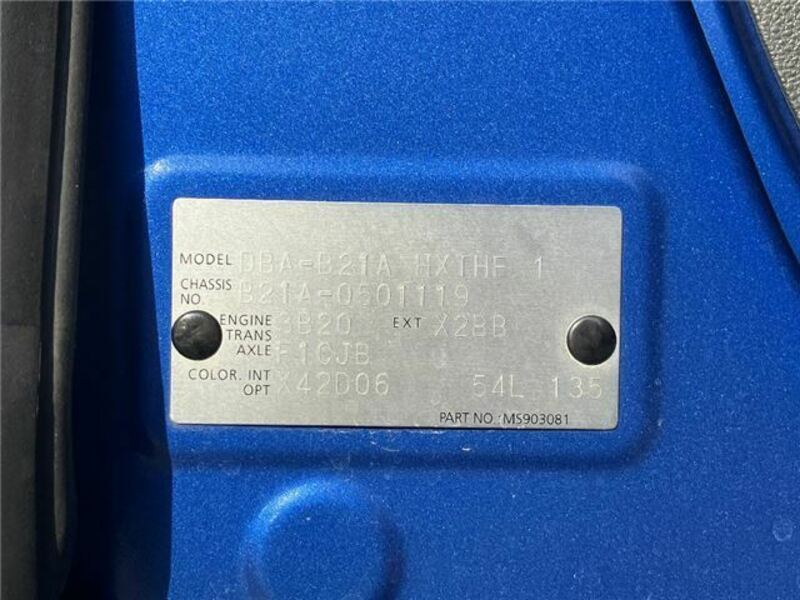 MODEL DBA-B21A HXTHF 1
CHASSIS NO. B21A-0501119
ENGINE 3B20 EXT X2BB
TRANS AXLE F1CJB
COLOR. INT OPT X42D06 54L 135
PART NO.:MS903081